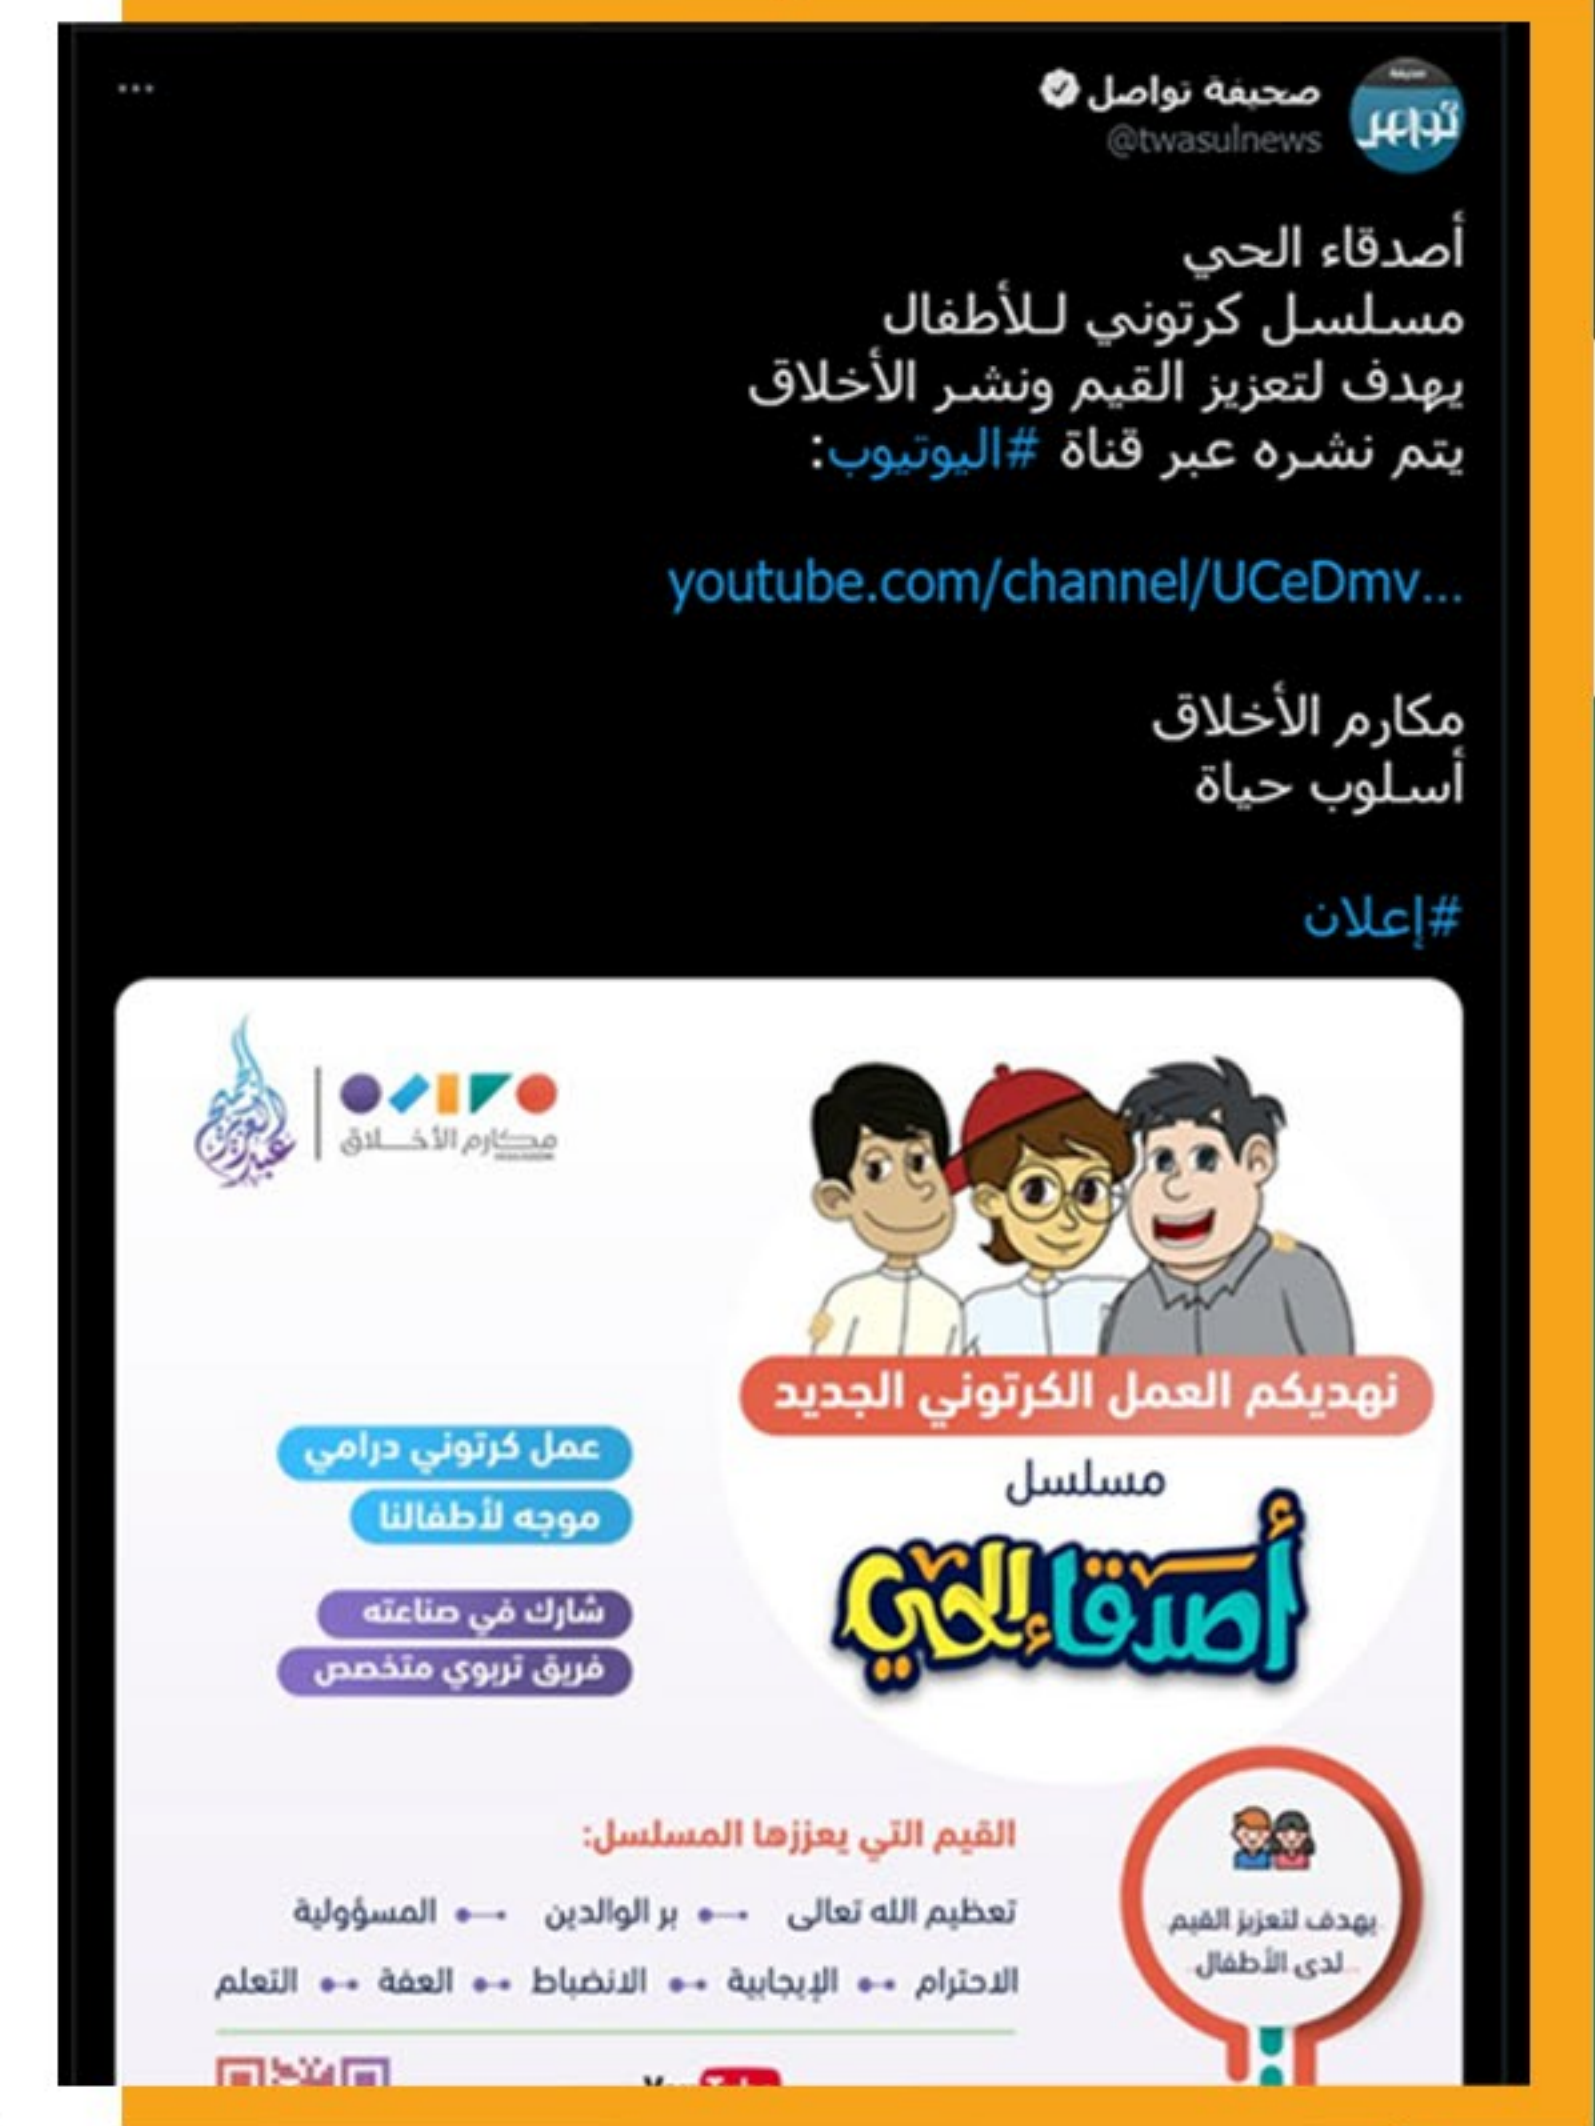 صحيفة تواصل
@twasulnews
أصدقاء الحي
مسلسل كرتوني للأطفال
يهدف لتعزيز القيم ونشر الأخلاق
يتم نشره عبر قناة #اليوتيوب:
youtube.com/channel/UCeDmv...
مكارم الأخلاق
أسلوب حياة
#إعلان
مكارم الأخلاق
نهديكم العمل الكرتوني الجديد
مسلسل
أصدقاء الحي
عمل كرتوني درامي
موجه لأطفالنا
شارك في صناعته
فريق تربوي متخصص
القيم التي يعززها المسلسل:
تعظيم الله تعالى بر الوالدين المسؤولية
الاحترام الإيجابية الانضباط العفة التعلم
يهدف لتعزيز القيم
لدى الأطفال
YouTube